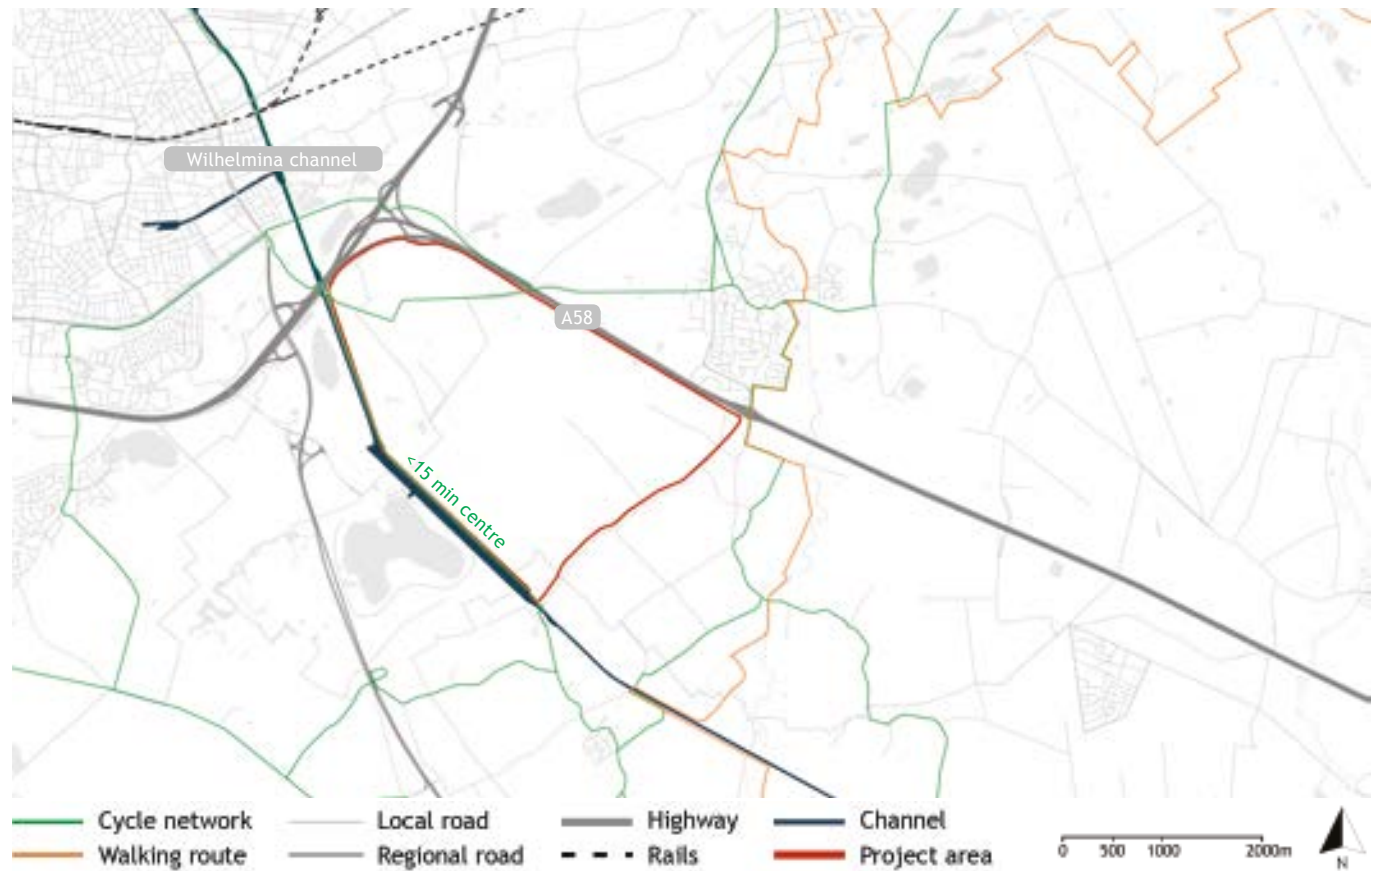 Wilhelmina channel
A58
<15 min centre
Cycle network
Local road
Highway
Channel
Walking route
Regional road
Rails
Project area
0 500 1000 2000m
N